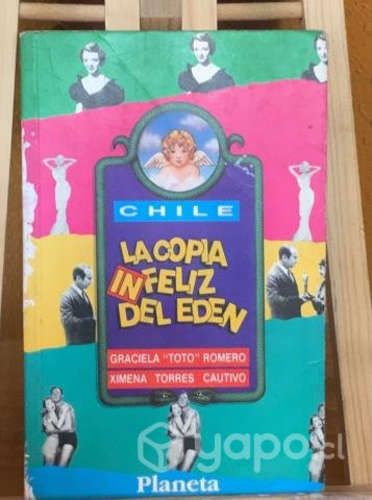 CHILE
LA COPIA
INFELIZ
DEL EDEN
GRACIELA "TOTO" ROMERO
XIMENA TORRES CAUTIVO
yapo.cl
Planeta